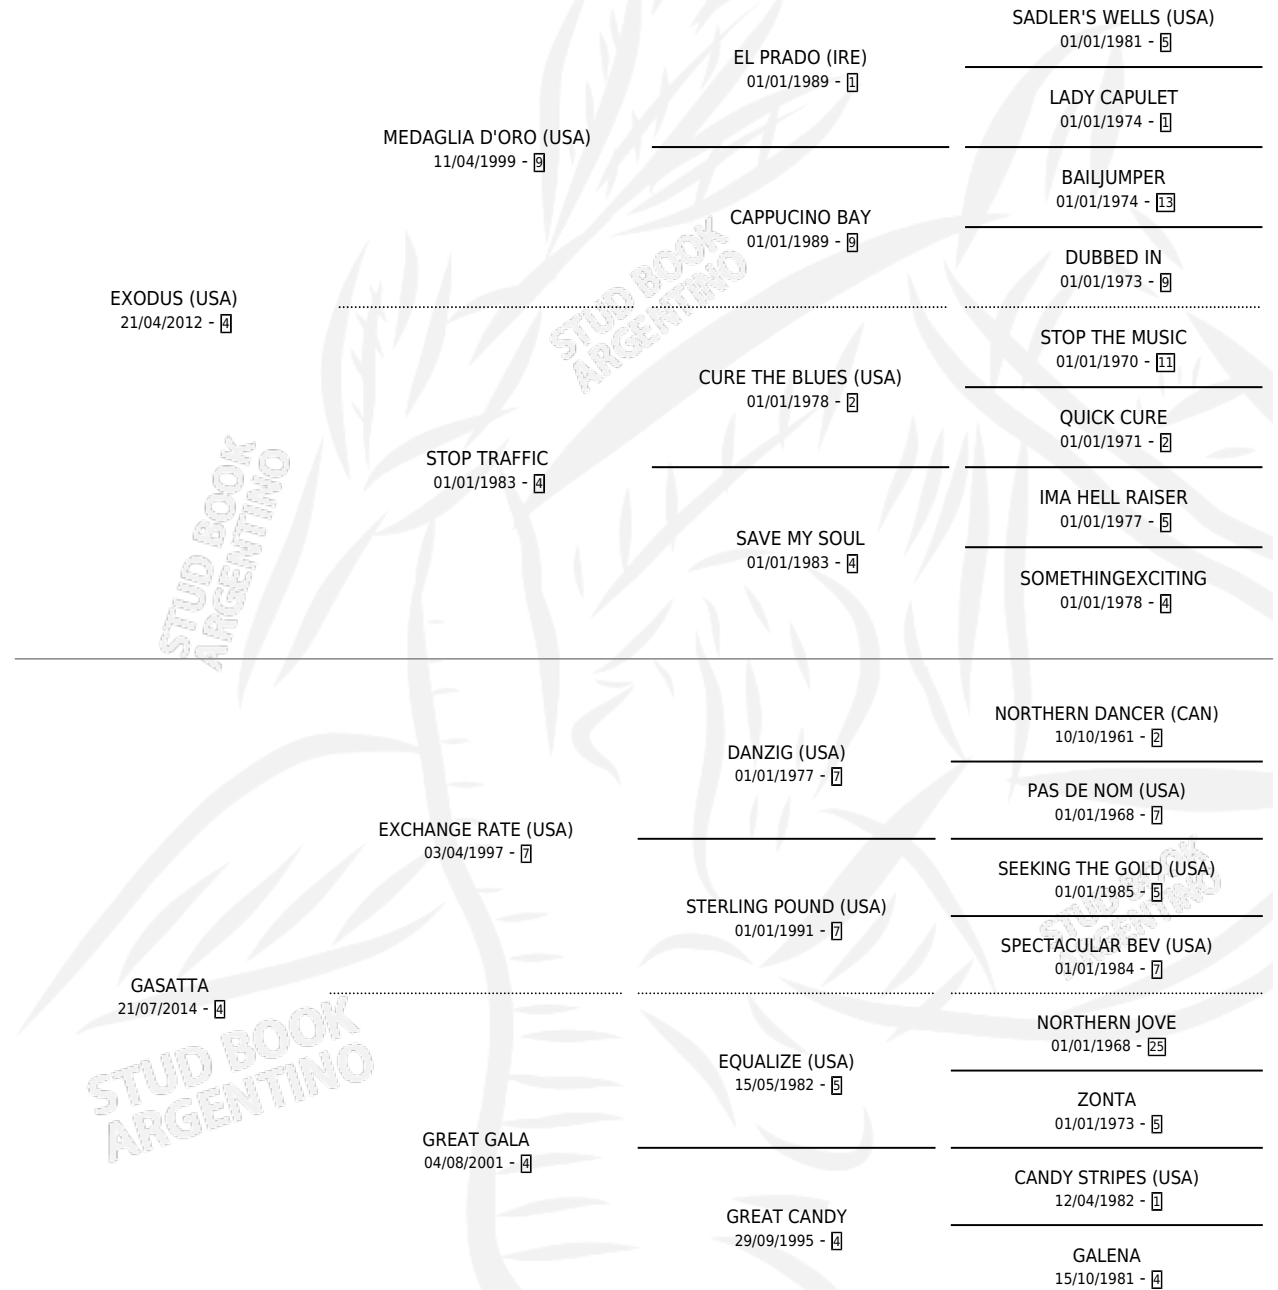 SADLER'S WELLS (USA)
01/01/1981 - 5
EL PRADO (IRE)
01/01/1989 - 1
LADY CAPULET
01/01/1974 - 1
MEDAGLIA D'ORO (USA)
11/04/1999 - 9
BAILJUMPER
01/01/1974 - 13
CAPPUCINO BAY
01/01/1989 - 9
DUBBED IN
01/01/1973 - 9
EXODUS (USA)
21/04/2012 - 4
STOP THE MUSIC
01/01/1970 - 11
CURE THE BLUES (USA)
01/01/1978 - 2
QUICK CURE
01/01/1971 - 2
STOP TRAFFIC
01/01/1983 - 4
IMA HELL RAISER
01/01/1977 - 5
SAVE MY SOUL
01/01/1983 - 4
SOMETHINGEXCITING
01/01/1978 - 4
STUD BOOK
ARGENTINO
STUD BOOK
ARGENTINO
NORTHERN DANCER (CAN)
10/10/1961 - 2
DANZIG (USA)
01/01/1977 - 7
PAS DE NOM (USA)
01/01/1968 - 7
EXCHANGE RATE (USA)
03/04/1997 - 7
SEEKING THE GOLD (USA)
01/01/1985 - 5
STERLING POUND (USA)
01/01/1991 - 7
SPECTACULAR BEV (USA)
01/01/1984 - 7
STUD BOOK
ARGENTINO
GASATTA
21/07/2014 - 4
NORTHERN JOVE
01/01/1968 - 25
EQUALIZE (USA)
15/05/1982 - 5
ZONTA
01/01/1973 - 5
GREAT GALA
04/08/2001 - 4
CANDY STRIPES (USA)
12/04/1982 - 1
GREAT CANDY
29/09/1995 - 4
GALENA
15/10/1981 - 4
STUD BOOK
ARGENTINO